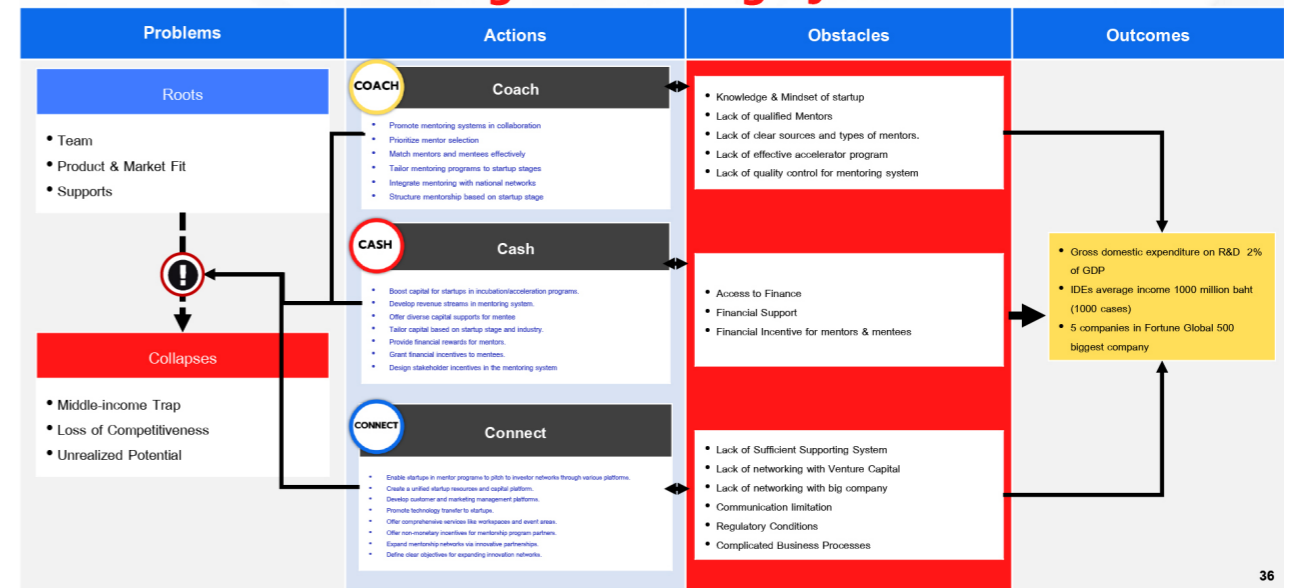 Problems
Actions
Obstacles
Outcomes
Roots
• Team
• Product & Market Fit
• Supports
Collapses
• Middle-income Trap
• Loss of Competitiveness
• Unrealized Potential
COACH
Coach
• Promote mentoring systems in collaboration
• Prioritize mentor selection
• Match mentors and mentees effectively
• Tailor mentoring programs to startup stages
• Integrate mentoring with national networks
• Structure mentorship based on startup stage
CASH
Cash
• Boost capital for startups in incubation/acceleration programs.
• Develop revenue streams in mentoring system.
• Offer diverse capital supports for mentee
• Tailor capital based on startup stage and industry.
• Provide financial rewards for mentors.
• Grant financial incentives to mentees.
• Design stakeholder incentives in the mentoring system
CONNECT
Connect
• Enable startups in mentor programs to pitch to investor networks through various platforms.
• Create a unified startup resources and capital platform.
• Develop customer and marketing management platforms.
• Promote technology transfer to startups.
• Offer comprehensive services like workspaces and event areas.
• Offer non-monetary incentives for mentorship program partners.
• Expand mentorship networks via innovative partnerships.
• Define clear objectives for expanding innovation networks.
• Knowledge & Mindset of startup
• Lack of qualified Mentors
• Lack of clear sources and types of mentors.
• Lack of effective accelerator program
• Lack of quality control for mentoring system
• Access to Finance
• Financial Support
• Financial Incentive for mentors & mentees
• Lack of Sufficient Supporting System
• Lack of networking with Venture Capital
• Lack of networking with big company
• Communication limitation
• Regulatory Conditions
• Complicated Business Processes
• Gross domestic expenditure on R&D 2%
of GDP
• IDEs average income 1000 million baht
(1000 cases)
• 5 companies in Fortune Global 500
biggest company
36